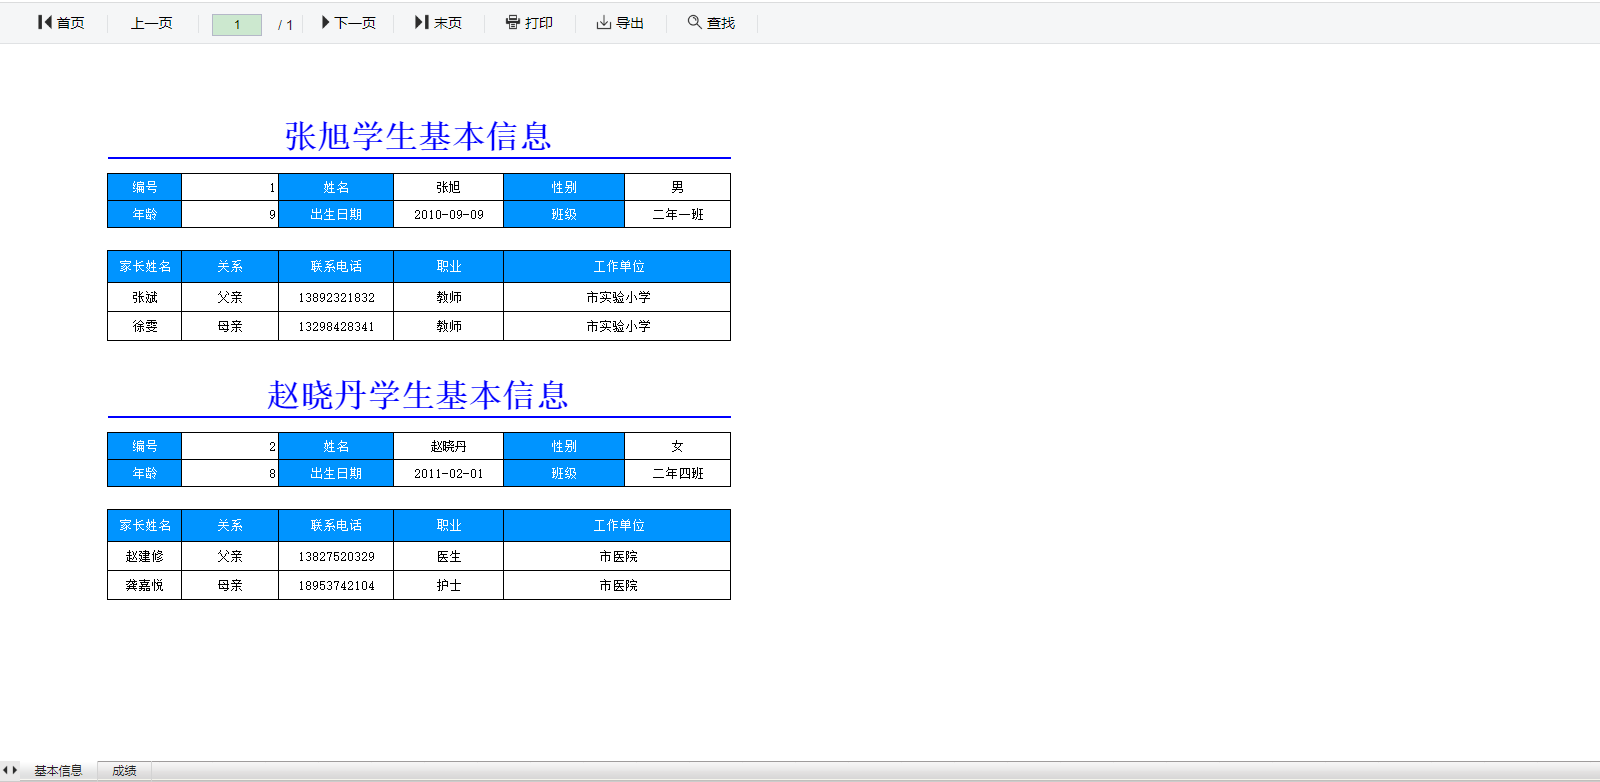 首页 上一页 1 / 1 下一页 末页 打印 导出 查找
张旭学生基本信息
编号 1 姓名 张旭 性别 男
年龄 9 出生日期 2010-09-09 班级 二年一班
家长姓名 关系 联系电话 职业 工作单位
张斌 父亲 13892321832 教师 市实验小学
徐雯 母亲 13298428341 教师 市实验小学
赵晓丹学生基本信息
编号 2 姓名 赵晓丹 性别 女
年龄 8 出生日期 2011-02-01 班级 二年四班
家长姓名 关系 联系电话 职业 工作单位
赵建修 父亲 13827520329 医生 市医院
龚嘉悦 母亲 18953742104 护士 市医院
基本信息 成绩